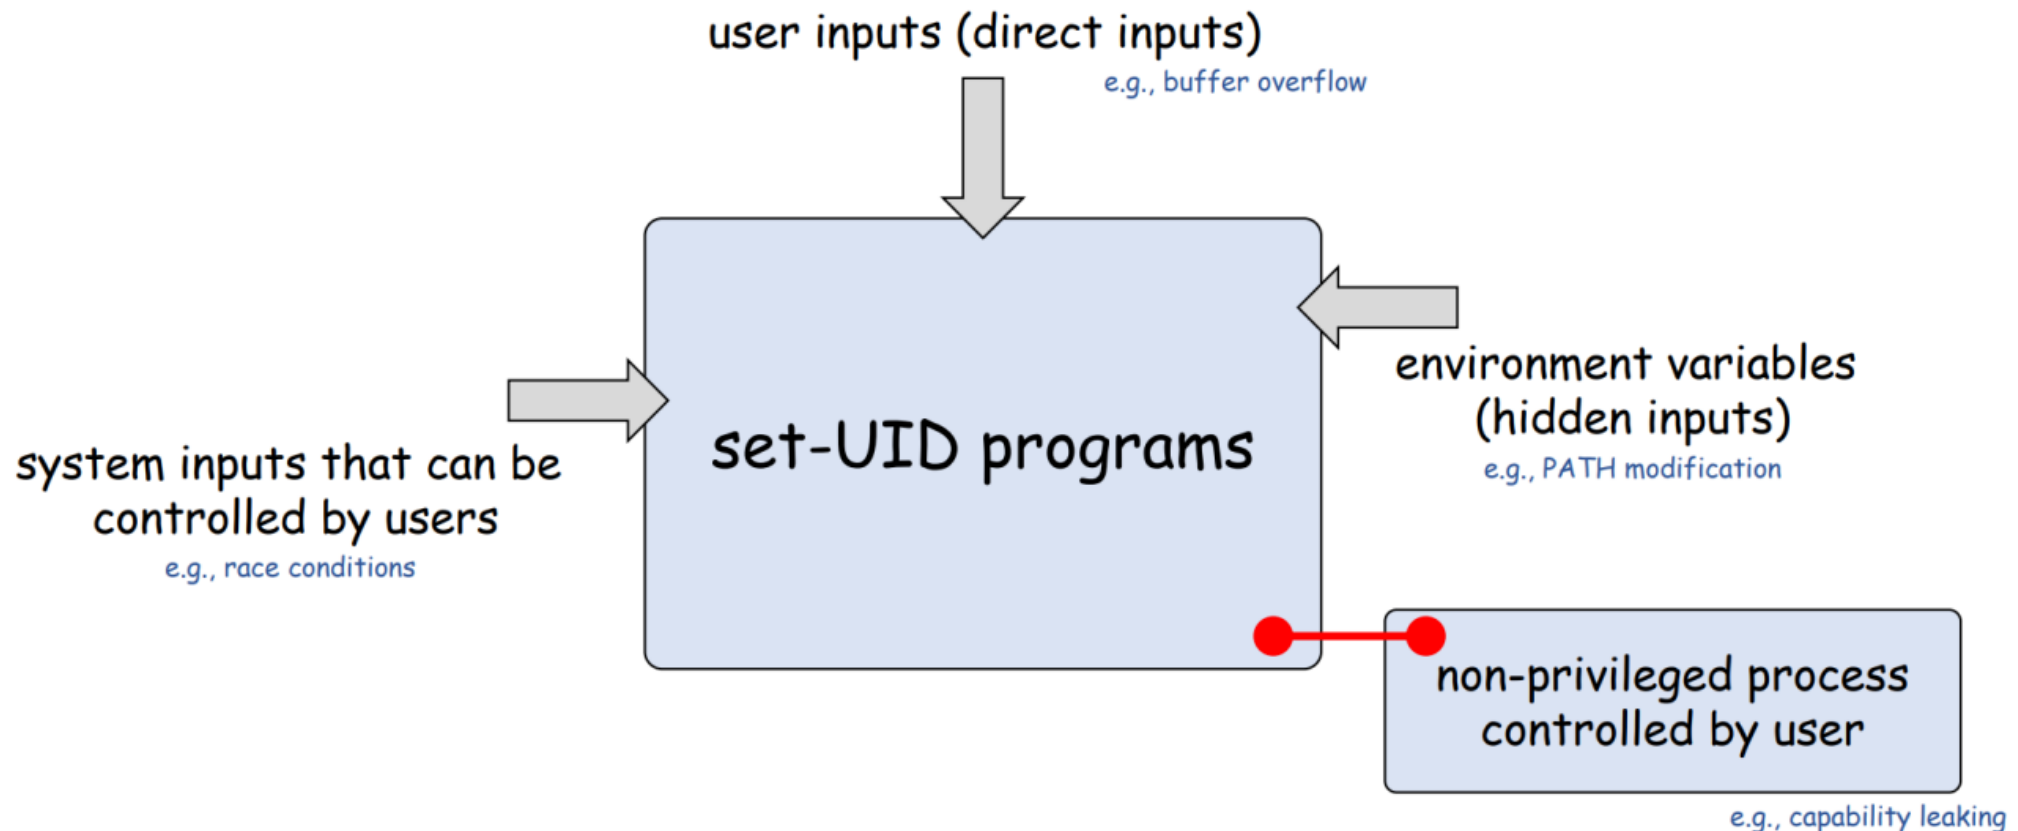 user inputs (direct inputs)
e.g., buffer overflow
environment variables
(hidden inputs)
e.g., PATH modification
set-UID programs
system inputs that can be
controlled by users
e.g., race conditions
non-privileged process
controlled by user
e.g., capability leaking